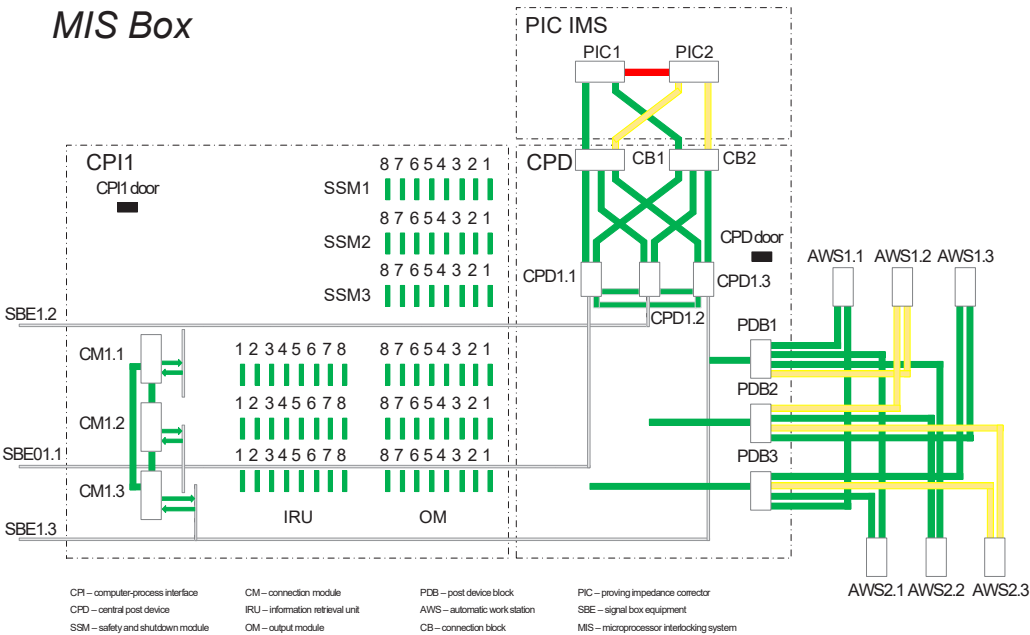 MIS Box
PIC IMS
PIC1 PIC2
CPI1
CPI1 door
8 7 6 5 4 3 2 1
SSM1
8 7 6 5 4 3 2 1
SSM2
8 7 6 5 4 3 2 1
SSM3
CPD
CB1 CB2
CPD door
CPD1.1 CPD1.3
CPD1.2
AWS1.1 AWS1.2 AWS1.3
SBE1.2
PDB1
CM1.1
1 2 3 4 5 6 7 8 8 7 6 5 4 3 2 1
PDB2
1 2 3 4 5 6 7 8 8 7 6 5 4 3 2 1
CM1.2
SBE01.1
1 2 3 4 5 6 7 8 8 7 6 5 4 3 2 1
PDB3
CM1.3
IRU OM
SBE1.3
AWS2.1 AWS2.2 AWS2.3
CPI – computer-process interface
CPD – central post device
SSM – safety and shutdown module
CM – connection module
IRU – information retrieval unit
OM – output module
PDB – post device block
AWS – automatic work station
CB – connection block
PIC – proving impedance corrector
SBE – signal box equipment
MIS – microprocessor interlocking system